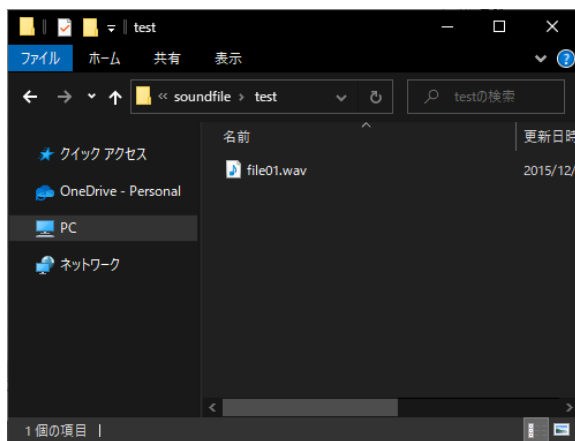 test
ファイル ホーム 共有 表示
« soundfile › test testの検索
名前 更新日時
クイック アクセス
file01.wav 2015/12/
OneDrive - Personal
PC
ネットワーク
1 個の項目